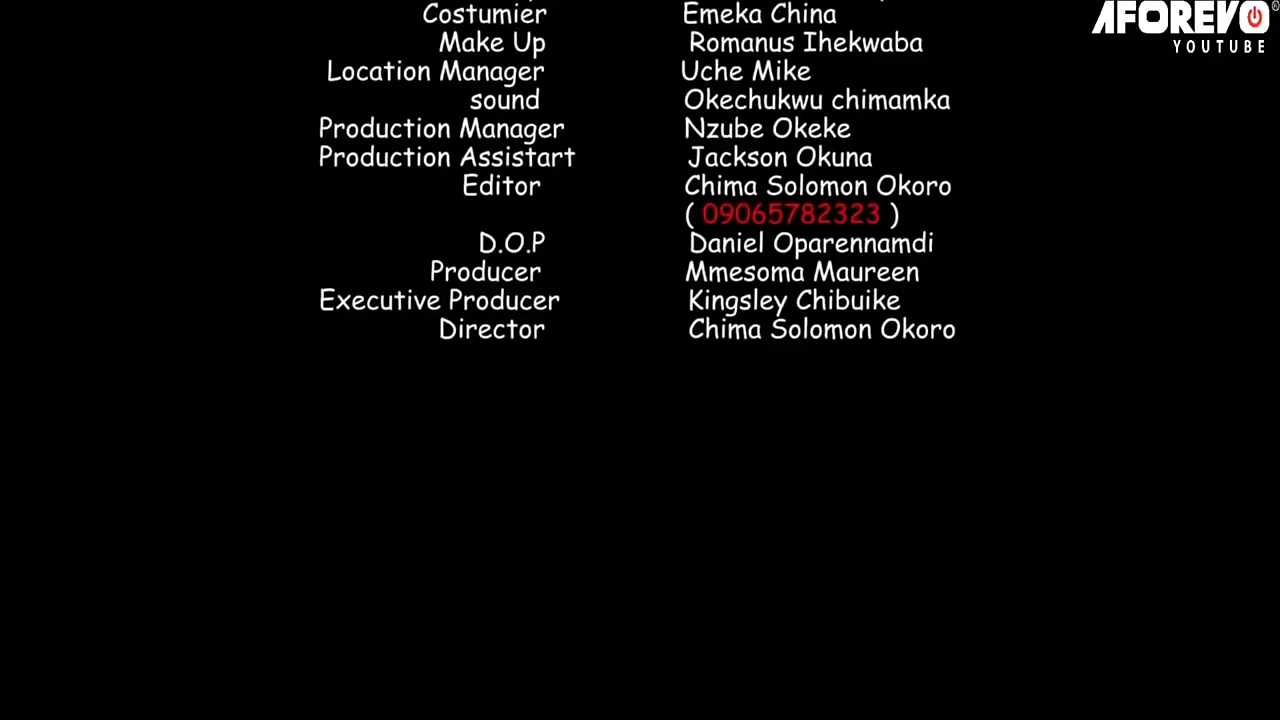 Costumier Emeka China
Make Up Romanus Ihekwaba
Location Manager Uche Mike
sound Okechukwu chimamka
Production Manager Nzube Okeke
Production Assistart Jackson Okuna
Editor Chima Solomon Okoro
( 09065782323 )
D.O.P Daniel Oparennamdi
Producer Mmesoma Maureen
Executive Producer Kingsley Chibuike
Director Chima Solomon Okoro
AFOREVO®
YOUTUBE